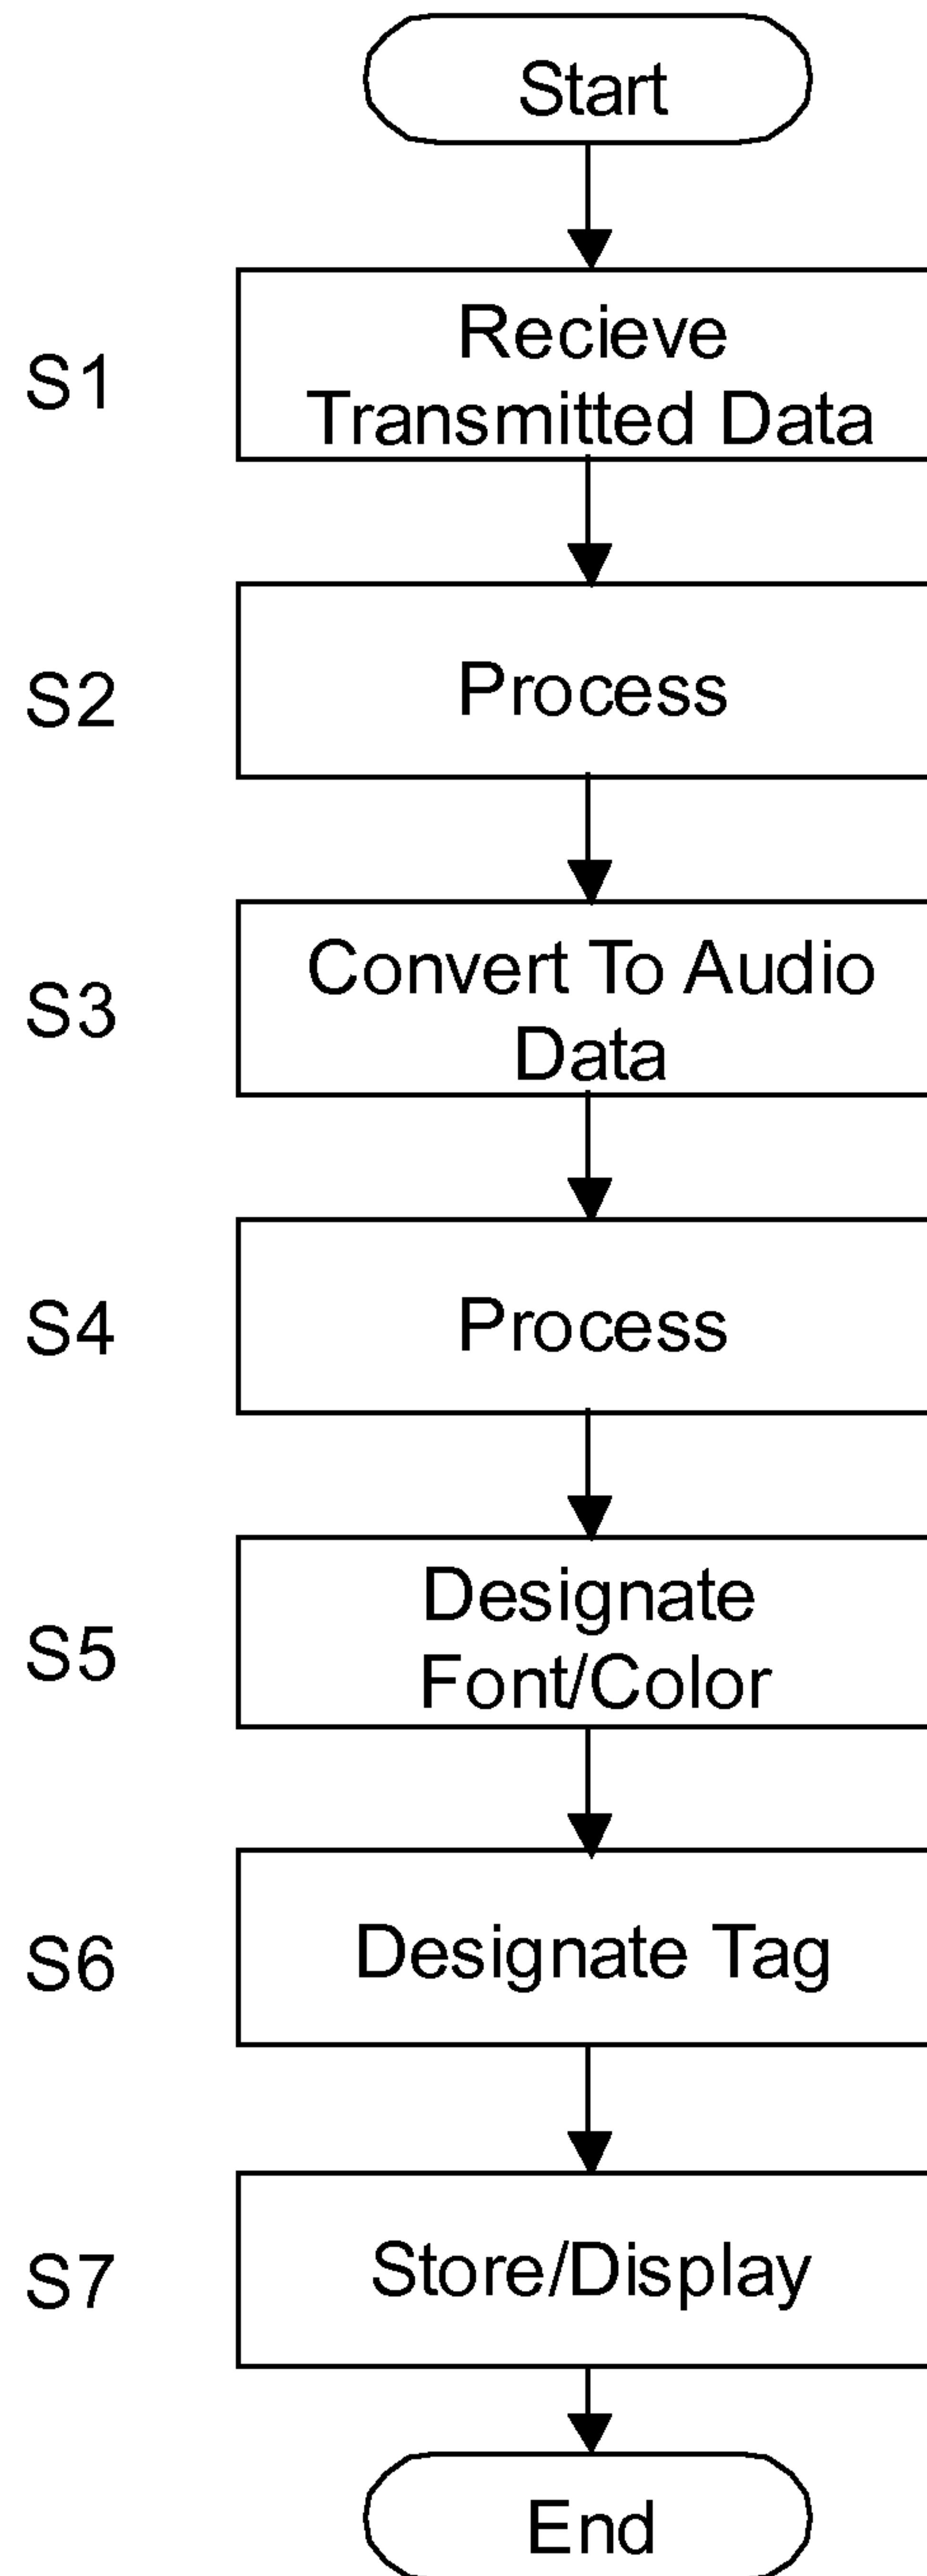 Start
S1
Recieve
Transmitted Data
S2
Process
S3
Convert To Audio
Data
S4
Process
S5
Designate
Font/Color
S6
Designate Tag
S7
Store/Display
End